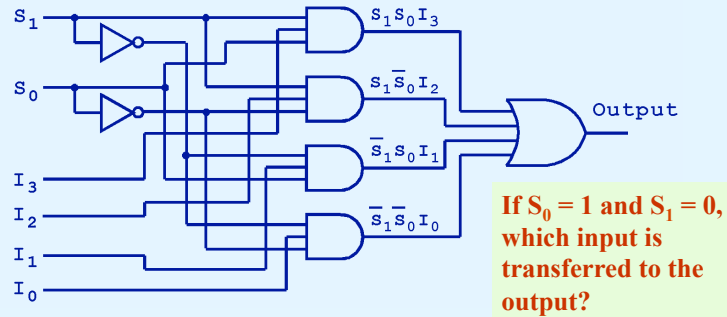 S₁
S₀
I₃
I₂
I₁
I₀
S₁S₀I₃
S₁S̅₀I₂
S̅₁S₀I₁
S̅₁S̅₀I₀
Output
If S₀ = 1 and S₁ = 0,
which input is
transferred to the
output?